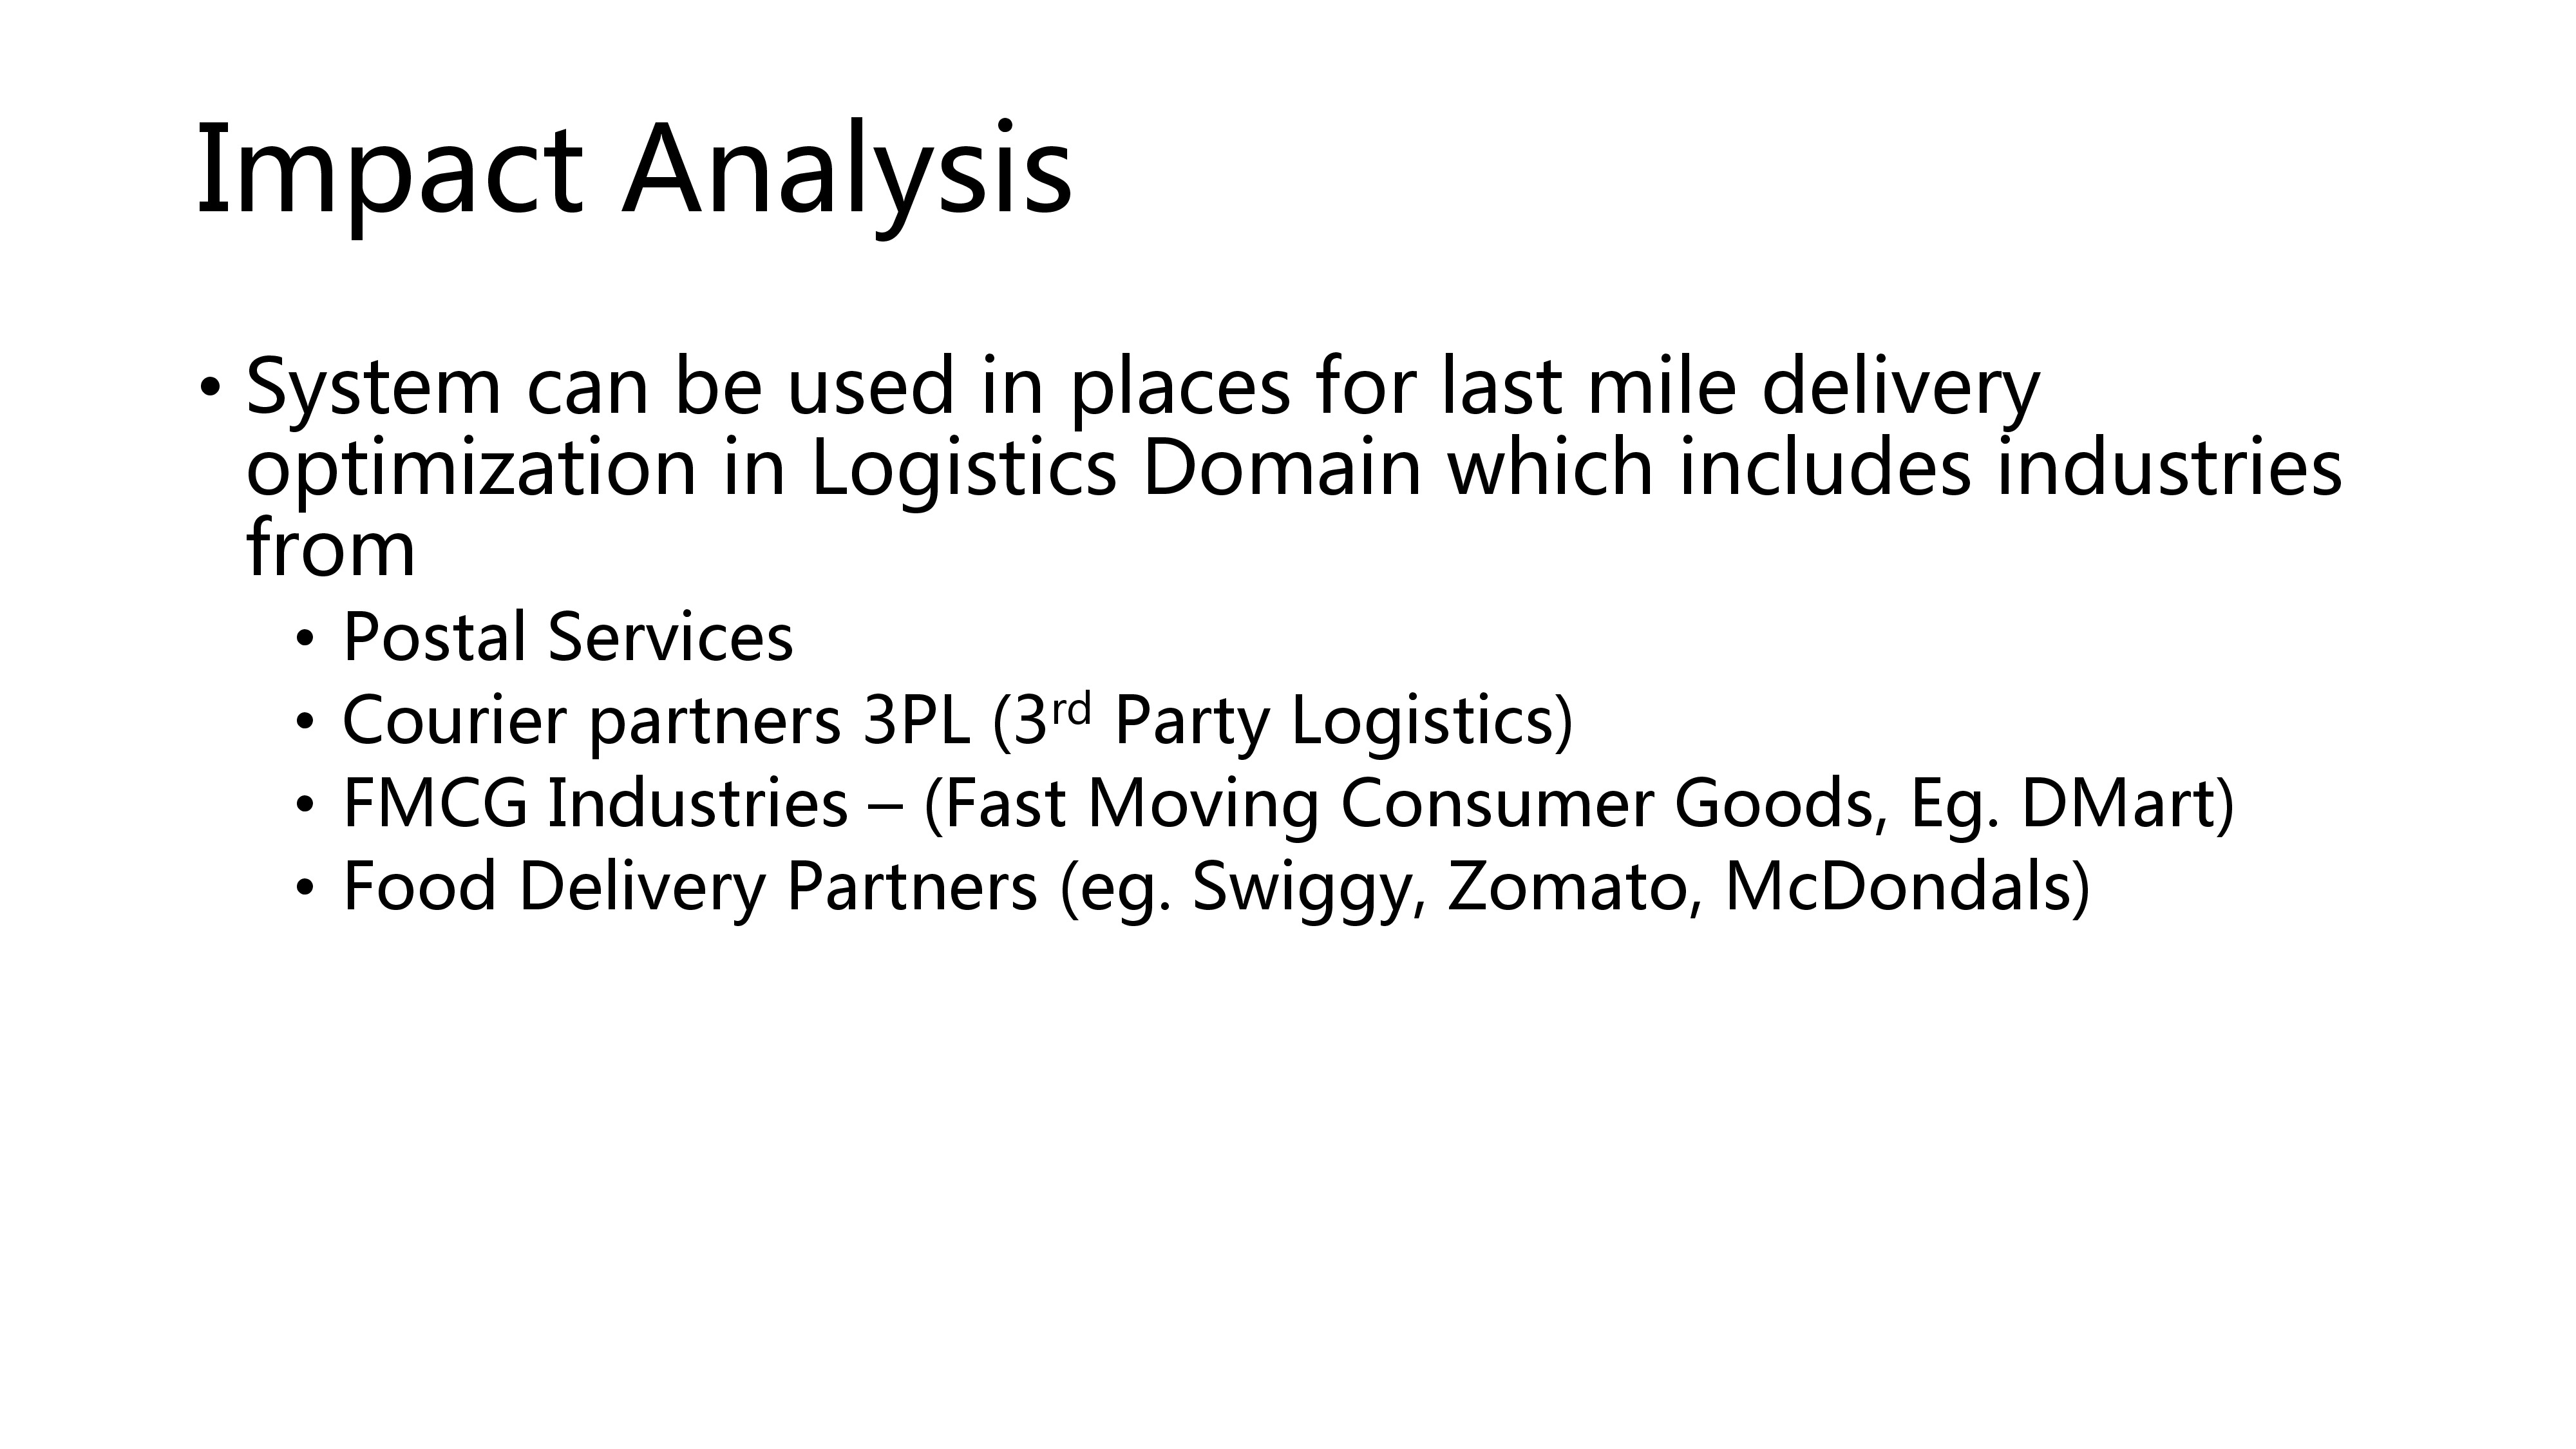 Impact Analysis
• System can be used in places for last mile delivery
optimization in Logistics Domain which includes industries
from
• Postal Services
• Courier partners 3PL (3rd Party Logistics)
• FMCG Industries – (Fast Moving Consumer Goods, Eg. DMart)
• Food Delivery Partners (eg. Swiggy, Zomato, McDondals)